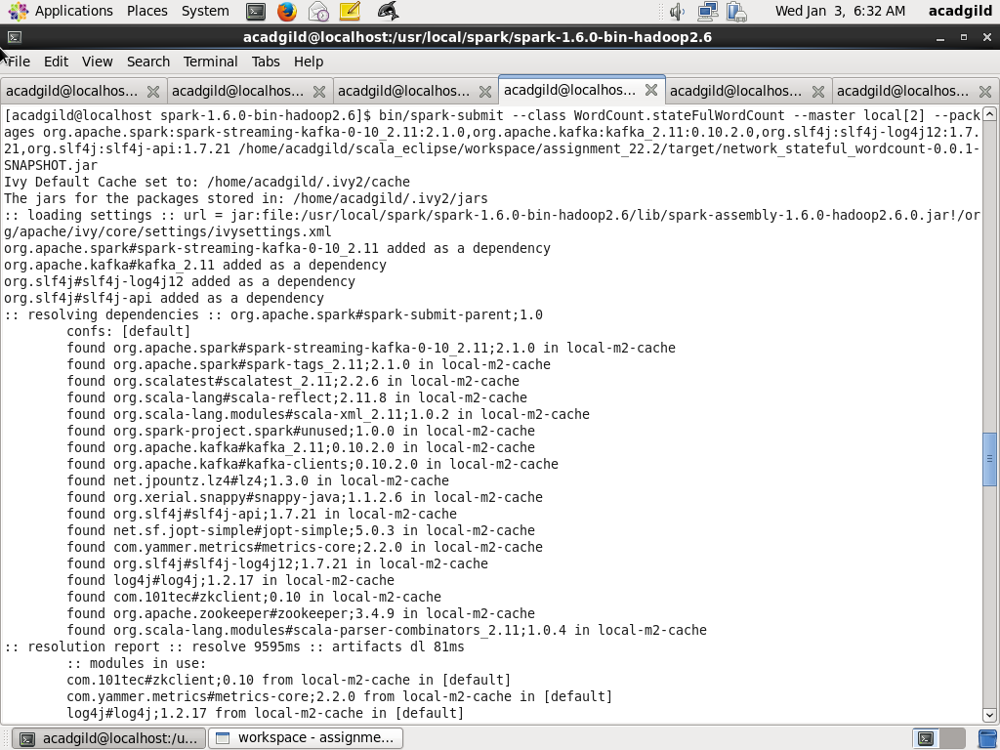 Applications Places System Wed Jan 3, 6:32 AM acadgild
acadgild@localhost:/usr/local/spark/spark-1.6.0-bin-hadoop2.6
File Edit View Search Terminal Tabs Help
acadgild@localhos... acadgild@localhos... acadgild@localhos... acadgild@localhos... acadgild@localhos... acadgild@localhos...
[acadgild@localhost spark-1.6.0-bin-hadoop2.6]$ bin/spark-submit --class WordCount.stateFulWordCount --master local[2] --pack
ages org.apache.spark:spark-streaming-kafka-0-10_2.11:2.1.0,org.apache.kafka:kafka_2.11:0.10.2.0,org.slf4j:slf4j-log4j12:1.7.
21,org.slf4j:slf4j-api:1.7.21 /home/acadgild/scala_eclipse/workspace/assignment_22.2/target/network_stateful_wordcount-0.0.1-
SNAPSHOT.jar
Ivy Default Cache set to: /home/acadgild/.ivy2/cache
The jars for the packages stored in: /home/acadgild/.ivy2/jars
:: loading settings :: url = jar:file:/usr/local/spark/spark-1.6.0-bin-hadoop2.6/lib/spark-assembly-1.6.0-hadoop2.6.0.jar!/or
g/apache/ivy/core/settings/ivysettings.xml
org.apache.spark#spark-streaming-kafka-0-10_2.11 added as a dependency
org.apache.kafka#kafka_2.11 added as a dependency
org.slf4j#slf4j-log4j12 added as a dependency
org.slf4j#slf4j-api added as a dependency
:: resolving dependencies :: org.apache.spark#spark-submit-parent;1.0
confs: [default]
found org.apache.spark#spark-streaming-kafka-0-10_2.11;2.1.0 in local-m2-cache
found org.apache.spark#spark-tags_2.11;2.1.0 in local-m2-cache
found org.scalatest#scalatest_2.11;2.2.6 in local-m2-cache
found org.scala-lang#scala-reflect;2.11.8 in local-m2-cache
found org.scala-lang.modules#scala-xml_2.11;1.0.2 in local-m2-cache
found org.spark-project.spark#unused;1.0.0 in local-m2-cache
found org.apache.kafka#kafka_2.11;0.10.2.0 in local-m2-cache
found org.apache.kafka#kafka-clients;0.10.2.0 in local-m2-cache
found net.jpountz.lz4#lz4;1.3.0 in local-m2-cache
found org.xerial.snappy#snappy-java;1.1.2.6 in local-m2-cache
found org.slf4j#slf4j-api;1.7.21 in local-m2-cache
found net.sf.jopt-simple#jopt-simple;5.0.3 in local-m2-cache
found com.yammer.metrics#metrics-core;2.2.0 in local-m2-cache
found org.slf4j#slf4j-log4j12;1.7.21 in local-m2-cache
found log4j#log4j;1.2.17 in local-m2-cache
found com.101tec#zkclient;0.10 in local-m2-cache
found org.apache.zookeeper#zookeeper;3.4.9 in local-m2-cache
found org.scala-lang.modules#scala-parser-combinators_2.11;1.0.4 in local-m2-cache
:: resolution report :: resolve 9595ms :: artifacts dl 81ms
:: modules in use:
com.101tec#zkclient;0.10 from local-m2-cache in [default]
com.yammer.metrics#metrics-core;2.2.0 from local-m2-cache in [default]
log4j#log4j;1.2.17 from local-m2-cache in [default]
acadgild@localhost:/u... workspace - assignme...